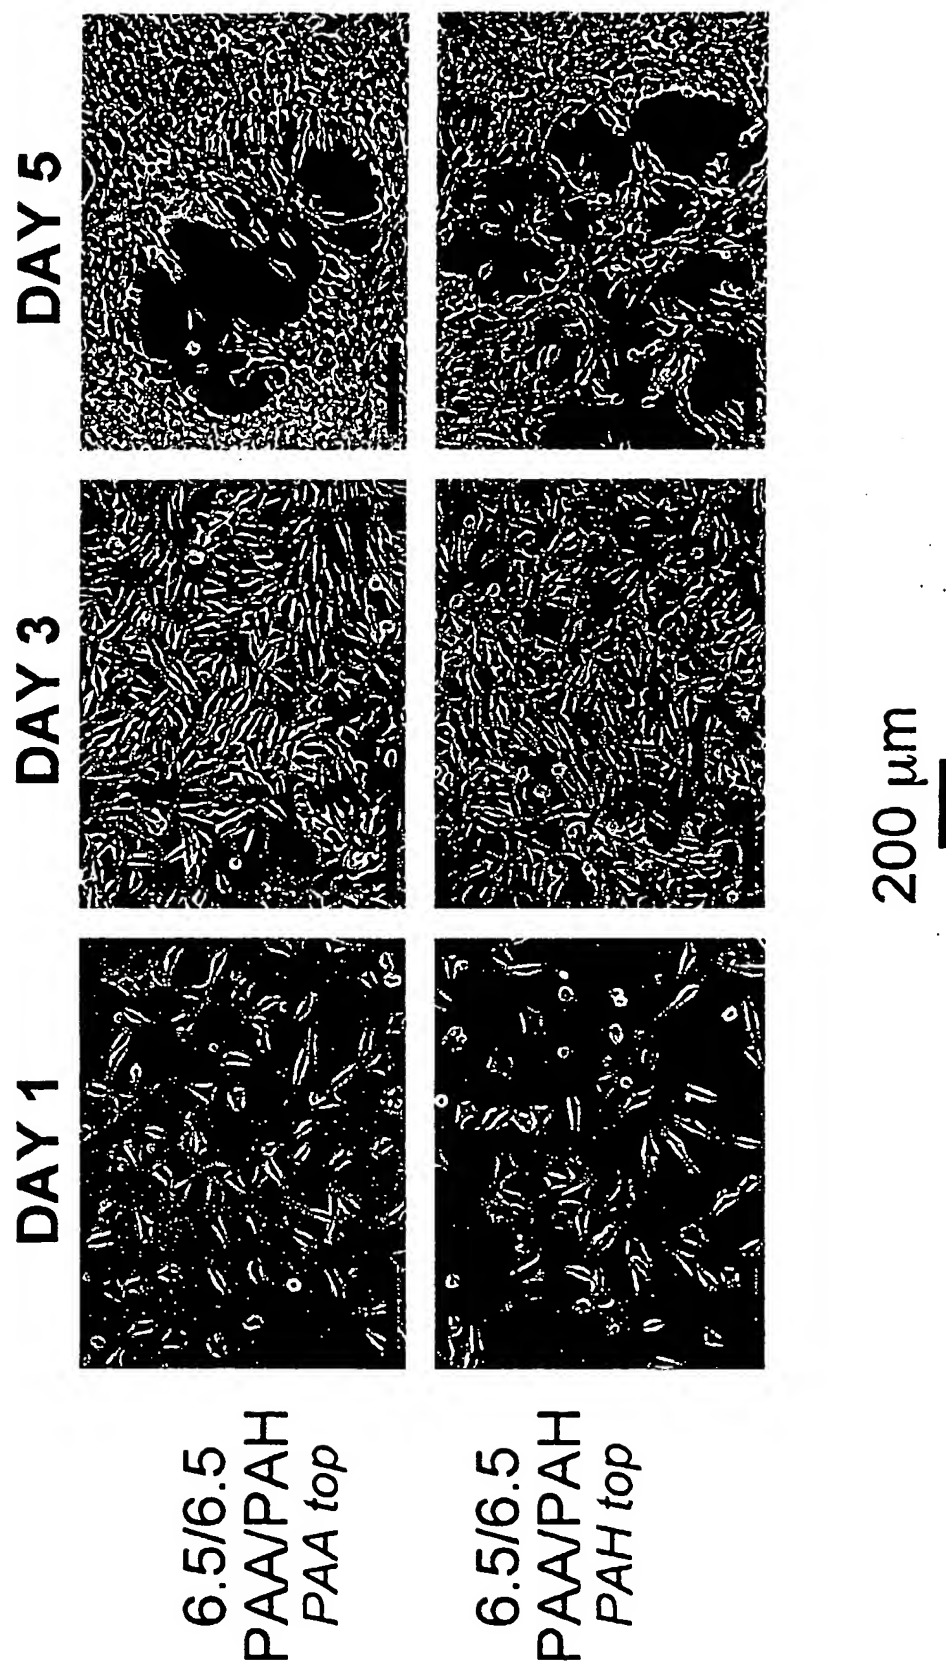 DAY 1
DAY 3
DAY 5
6.5/6.5
PAA/PAH
PAA top
6.5/6.5
PAA/PAH
PAH top
200 μm